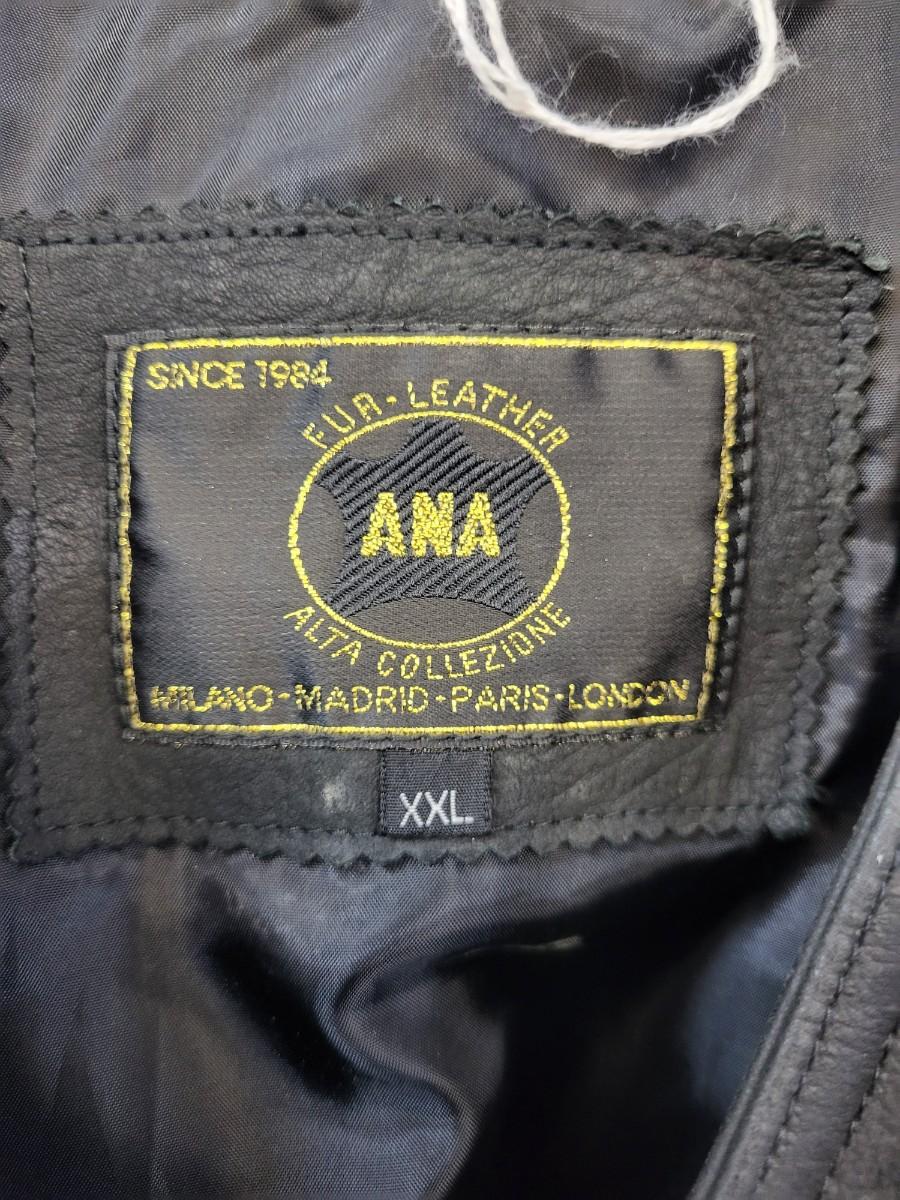 SINCE 1984
FUR-LEATHER
ANA
ALTA COLLEZIONE
MILANO-MADRID-PARIS-LONDON
XXL